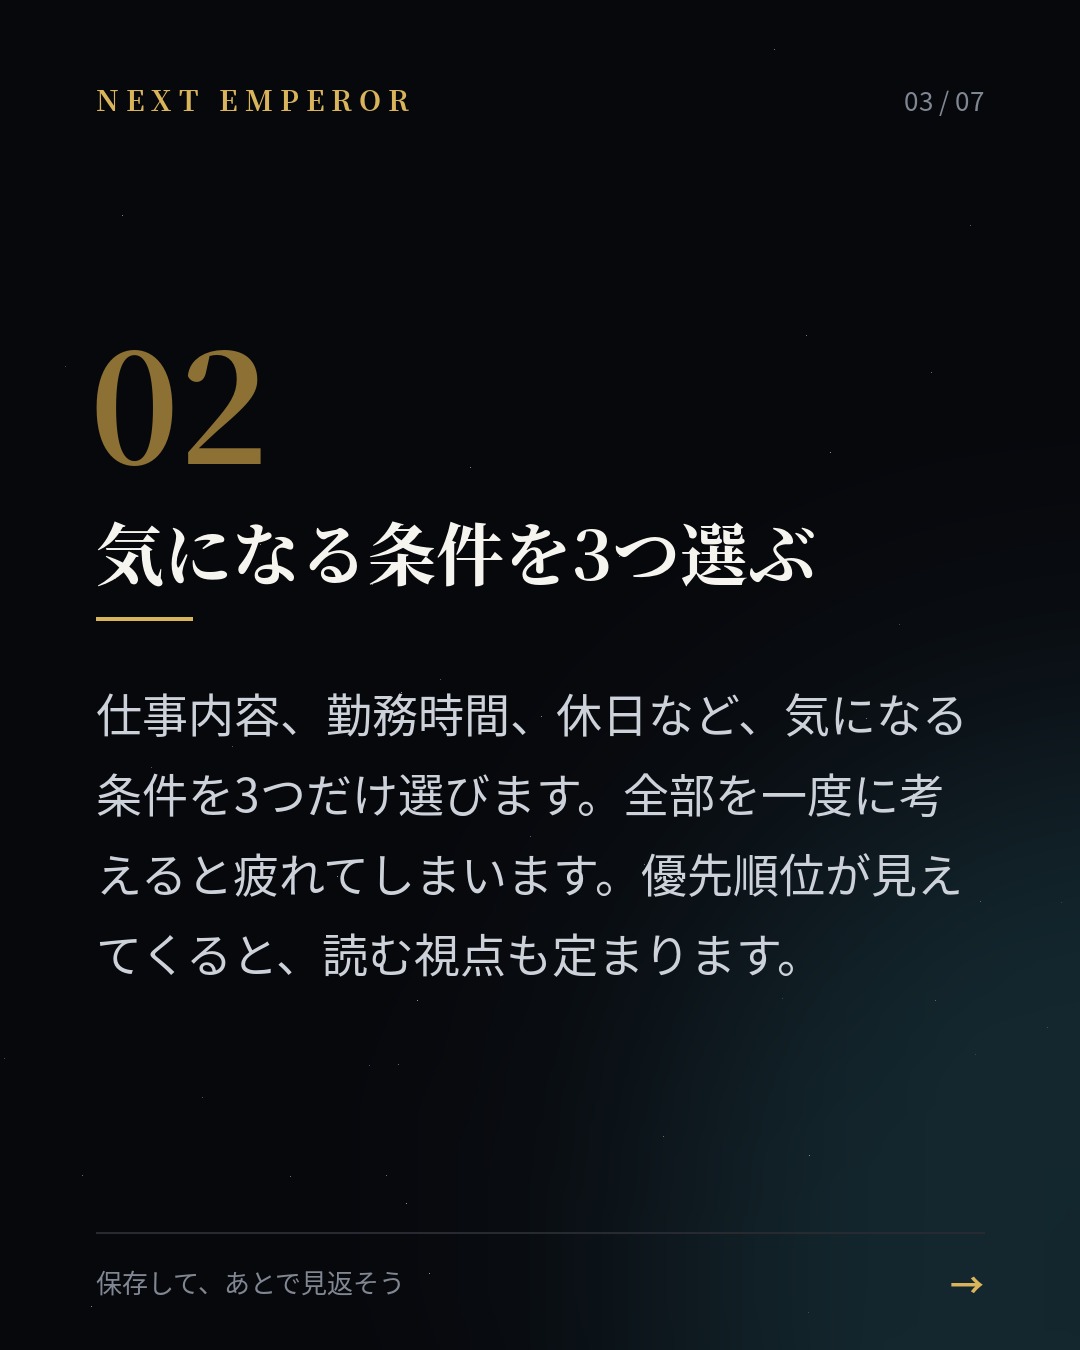 NEXT EMPEROR
03 / 07
02
気になる条件を3つ選ぶ
仕事内容、勤務時間、休日など、気になる
条件を3つだけ選びます。全部を一度に考
えると疲れてしまいます。優先順位が見え
てくると、読む視点も定まります。
保存して、あとで見返そう
→